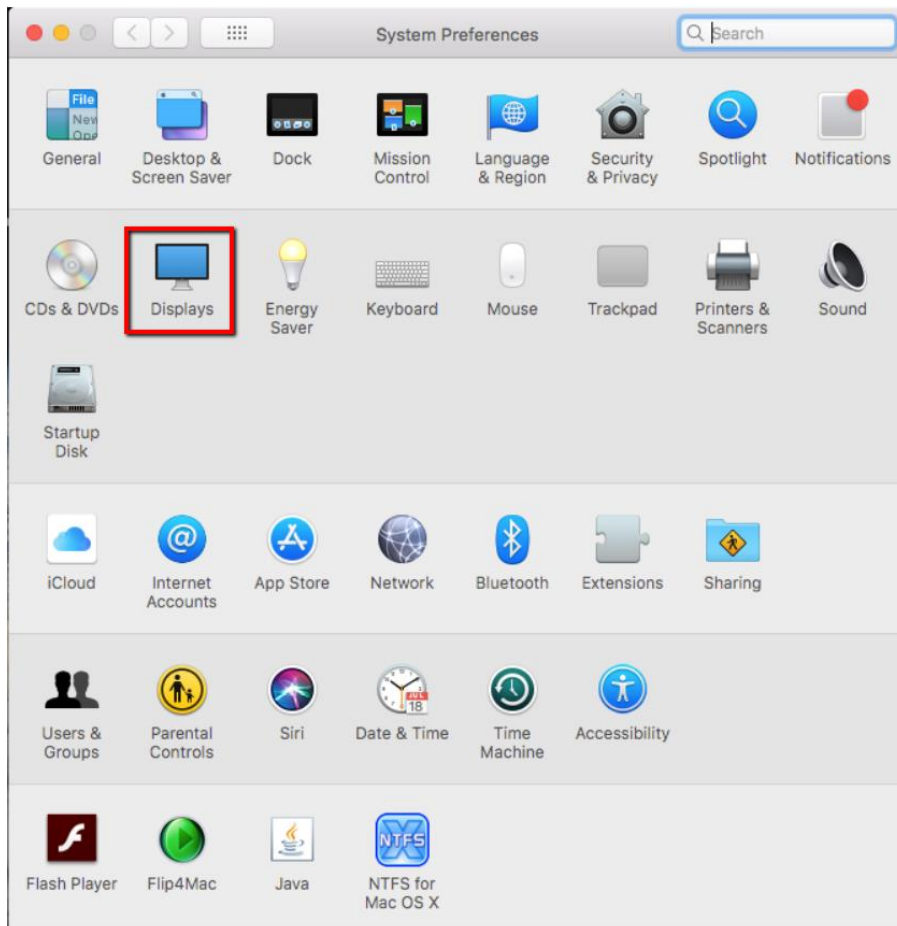 System Preferences
Search
File
New
Ope
General
Desktop &
Screen Saver
Dock
Mission
Control
Language
& Region
Security
& Privacy
Spotlight
Notifications
CDs & DVDs
Displays
Energy
Saver
Keyboard
Mouse
Trackpad
Printers &
Scanners
Sound
Startup
Disk
iCloud
@
Internet
Accounts
App Store
Network
Bluetooth
Extensions
Sharing
Users &
Groups
Parental
Controls
Siri
JUL
18
Date & Time
Time
Machine
Accessibility
Flash Player
Flip4Mac
Java
NTFS
NTFS for
Mac OS X